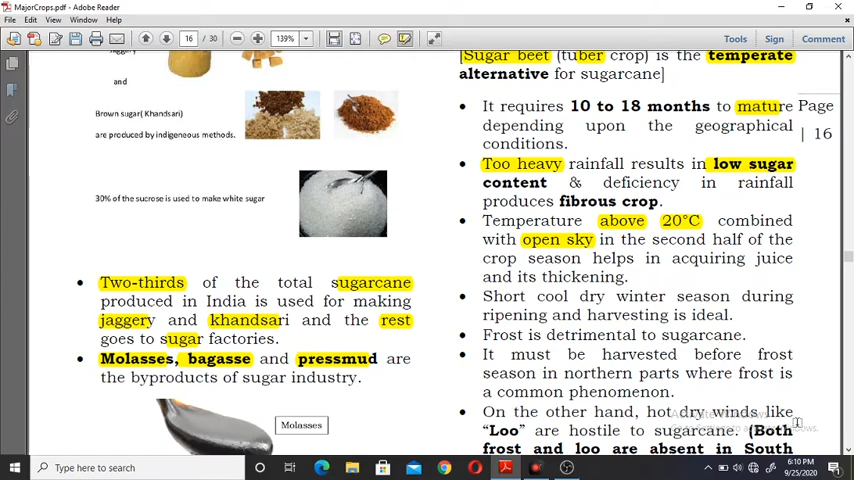 MajorCrops.pdf - Adobe Reader
File Edit View Window Help
16 / 30 139% Tools Sign Comment
and
Brown sugar( Khandsari)
are produced by indigeneous methods.
30% of the sucrose is used to make white sugar
• Two-thirds of the total sugarcane
produced in India is used for making
jaggery and khandsari and the rest
goes to sugar factories.
• Molasses, bagasse and pressmud are
the byproducts of sugar industry.
Molasses
[Sugar beet (tuber crop) is the temperate
alternative for sugarcane]
• It requires 10 to 18 months to mature
depending upon the geographical
conditions.
• Too heavy rainfall results in low sugar
content & deficiency in rainfall
produces fibrous crop.
• Temperature above 20°C combined
with open sky in the second half of the
crop season helps in acquiring juice
and its thickening.
• Short cool dry winter season during
ripening and harvesting is ideal.
• Frost is detrimental to sugarcane.
• It must be harvested before frost
season in northern parts where frost is
a common phenomenon.
• On the other hand, hot dry winds like
“Loo” are hostile to sugarcane. (Both
frost and loo are absent in South
Page
| 16
Activate Windows
Type here to search
6:10 PM
9/25/2020